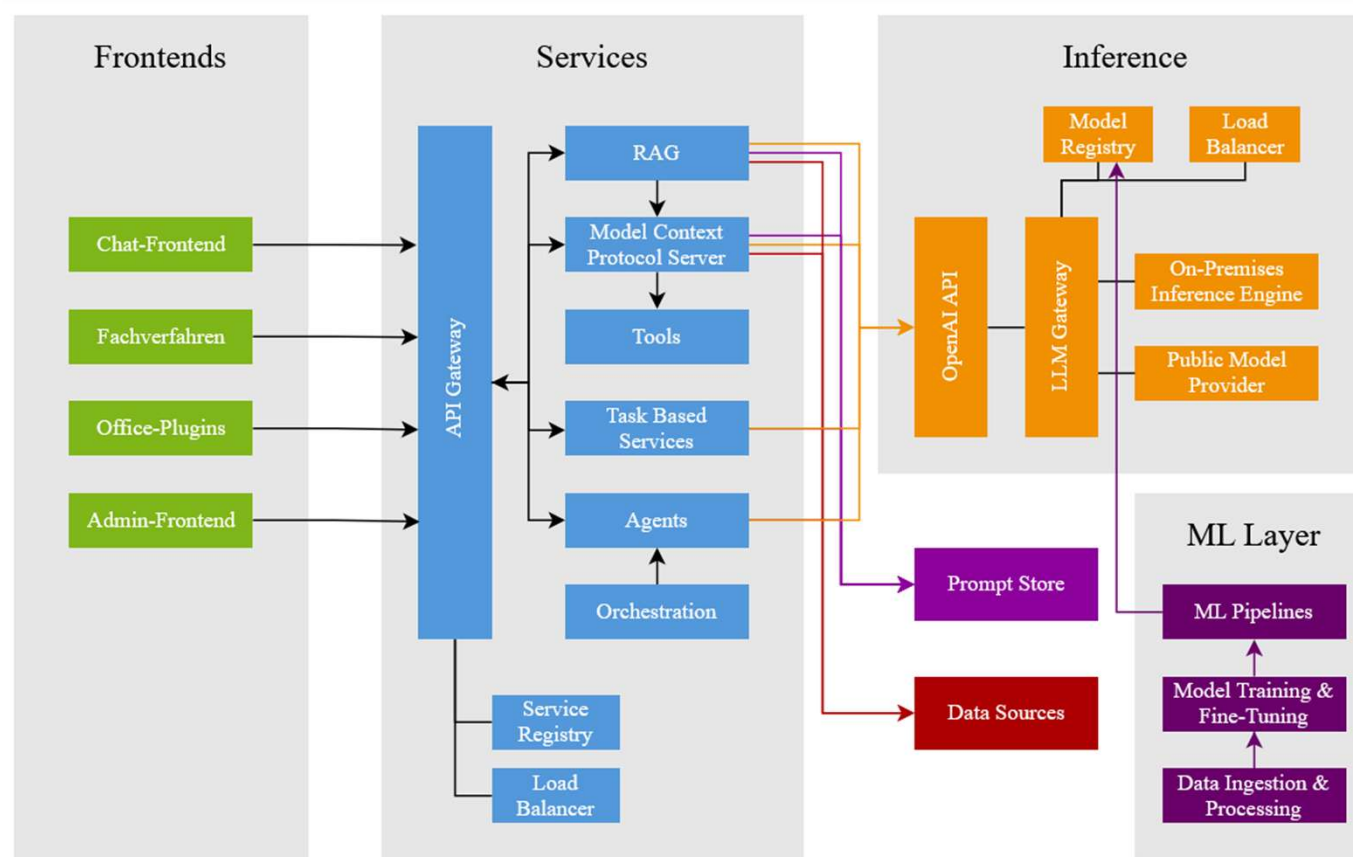 Frontends
Chat-Frontend
Fachverfahren
Office-Plugins
Admin-Frontend
Services
API Gateway
RAG
Model Context
Protocol Server
Tools
Task Based
Services
Agents
Orchestration
Service
Registry
Load
Balancer
Inference
Model
Registry
Load
Balancer
OpenAI API
LLM Gateway
On-Premises
Inference Engine
Public Model
Provider
Prompt Store
Data Sources
ML Layer
ML Pipelines
Model Training &
Fine-Tuning
Data Ingestion &
Processing